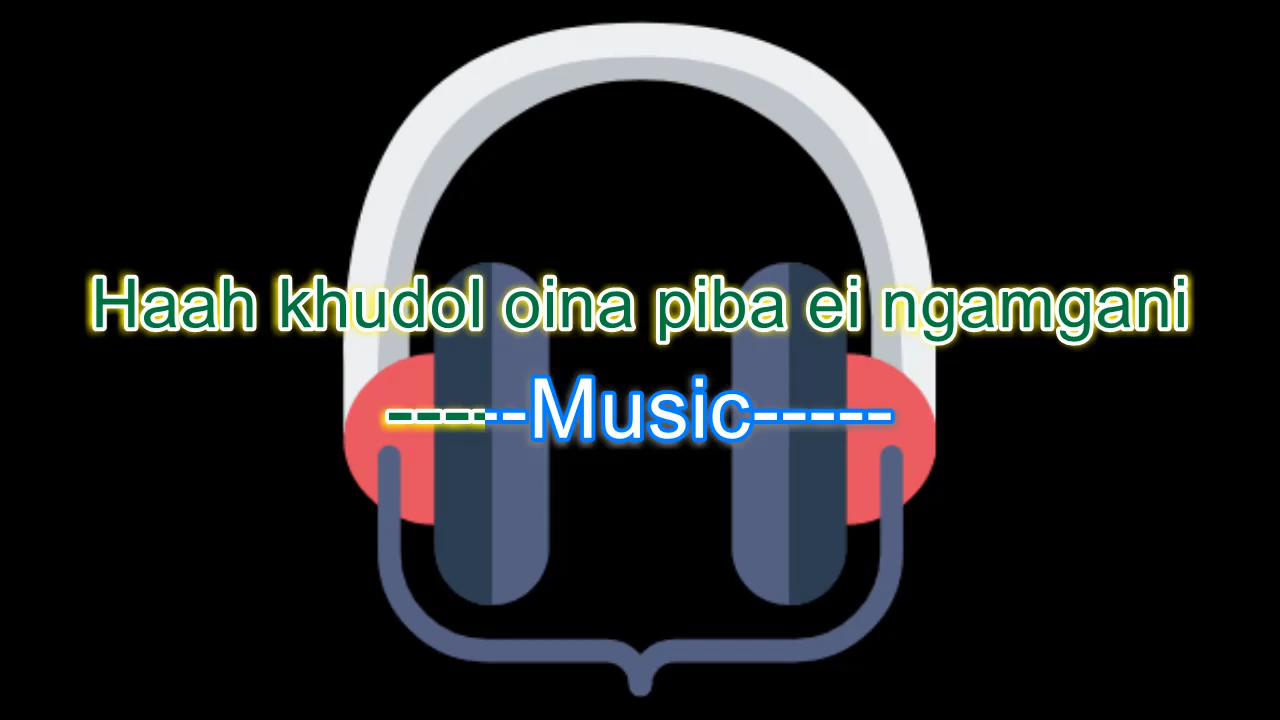 Haah khudol oina piba ei ngamgani
------Music-----